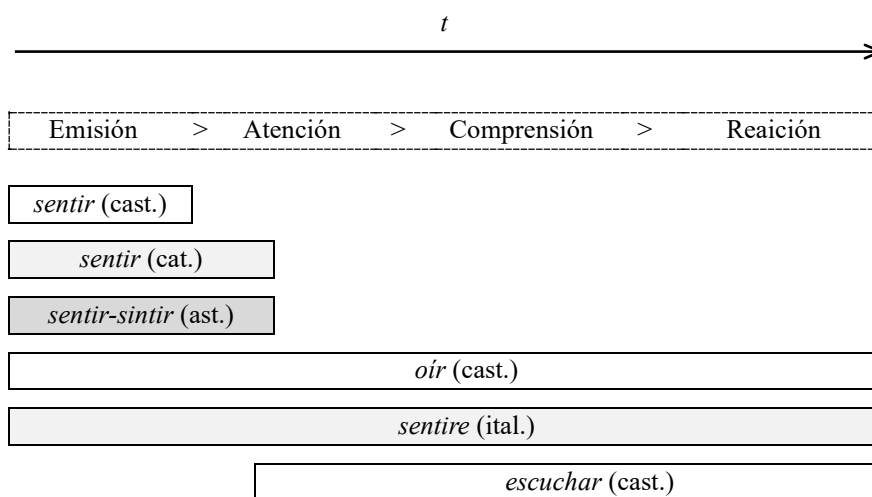 t
Emisión > Atención > Comprensión > Reaición
sentir (cast.)
sentir (cat.)
sentir-sintir (ast.)
oír (cast.)
sentire (ital.)
escuchar (cast.)